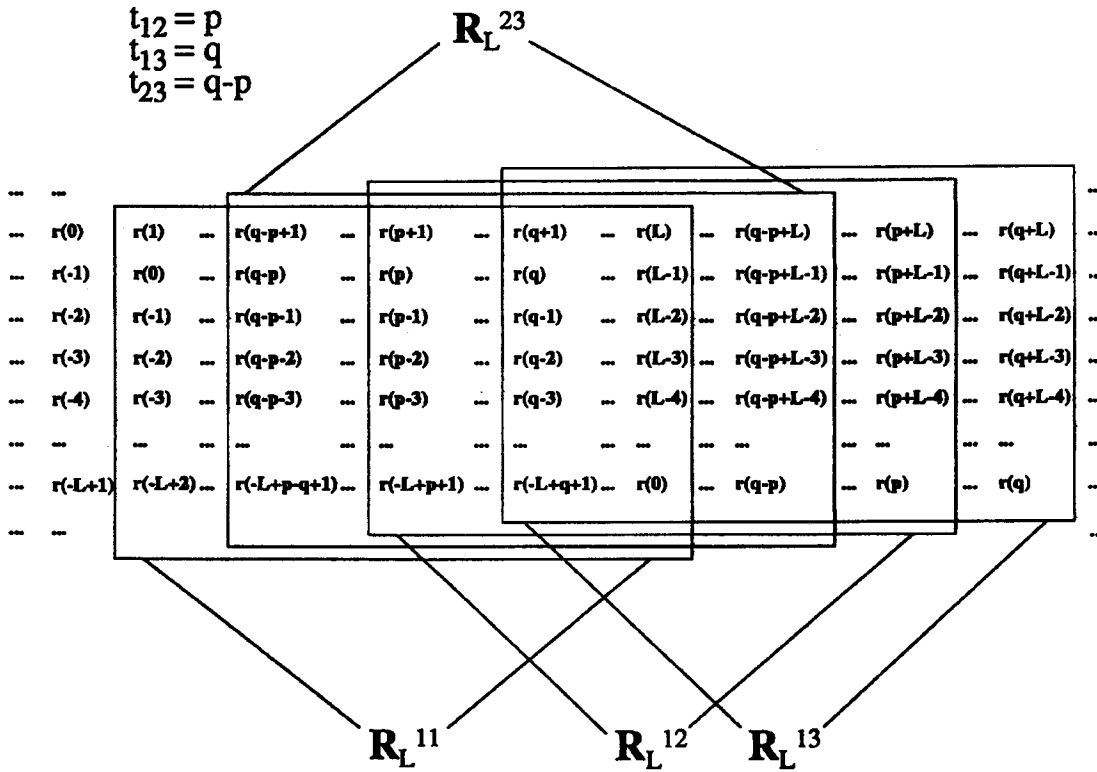 t12 = p
t13 = q
t23 = q-p
RL23
... ... ...
... r(0) r(1) ... r(q-p+1) ... r(p+1) ... r(q+1) ... r(L) ... r(q-p+L) ... r(p+L) ... r(q+L) ...
... r(-1) r(0) ... r(q-p) ... r(p) ... r(q) ... r(L-1) ... r(q-p+L-1) ... r(p+L-1) ... r(q+L-1) ...
... r(-2) r(-1) ... r(q-p-1) ... r(p-1) ... r(q-1) ... r(L-2) ... r(q-p+L-2) ... r(p+L-2) ... r(q+L-2) ...
... r(-3) r(-2) ... r(q-p-2) ... r(p-2) ... r(q-2) ... r(L-3) ... r(q-p+L-3) ... r(p+L-3) ... r(q+L-3) ...
... r(-4) r(-3) ... r(q-p-3) ... r(p-3) ... r(q-3) ... r(L-4) ... r(q-p+L-4) ... r(p+L-4) ... r(q+L-4) ...
... ... ... ... ... ... ... ... ... ... ... ... ... ... ... ...
... r(-L+1) r(-L+2) ... r(-L+p-q+1) ... r(-L+p+1) ... r(-L+q+1) ... r(0) ... r(q-p) ... r(p) ... r(q) ...
... ... ...
RL11 RL12 RL13